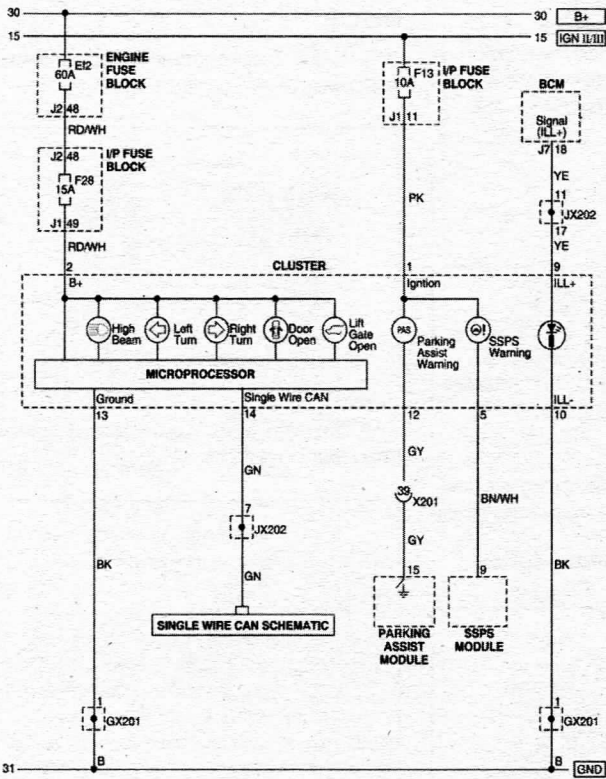 30
30
B+
15
15
IGN II/III
Ef2
60A
ENGINE
FUSE
BLOCK
J2 48
RD/WH
F13
10A
I/P FUSE
BLOCK
J1 11
BCM
Signal
(ILL+)
J7 18
YE
J2 48
I/P FUSE
BLOCK
F28
15A
J1 49
RD/WH
PK
11
JX202
17
YE
2
CLUSTER
1
9
B+
Ignition
ILL+
High
Beam
Left
Turn
Right
Turn
Door
Open
Lift
Gate
Open
PAS
Parking
Assist
Warning
SSPS
Warning
MICROPROCESSOR
Ground
Single Wire CAN
ILL-
13
14
12
5
10
GN
GY
7
JX202
39
X201
BN/WH
GN
GY
BK
BK
15
9
SINGLE WIRE CAN SCHEMATIC
PARKING
ASSIST
MODULE
SSPS
MODULE
1
GX201
1
GX201
31
B
B
GND